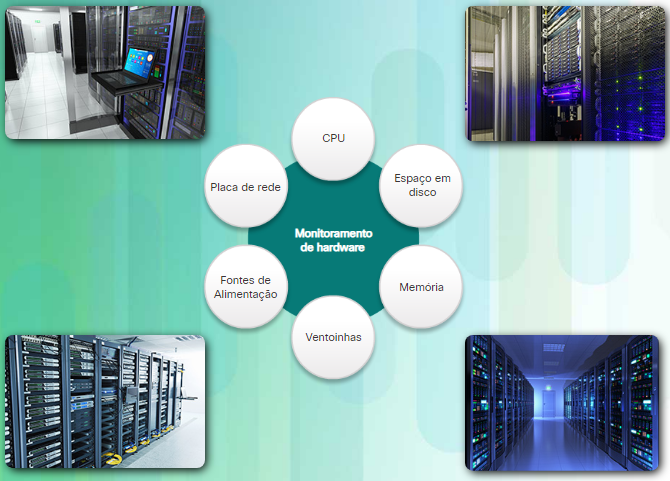 CPU
Placa de rede
Espaço em
disco
Monitoramento
de hardware
Fontes de
Alimentação
Memória
Ventoinhas